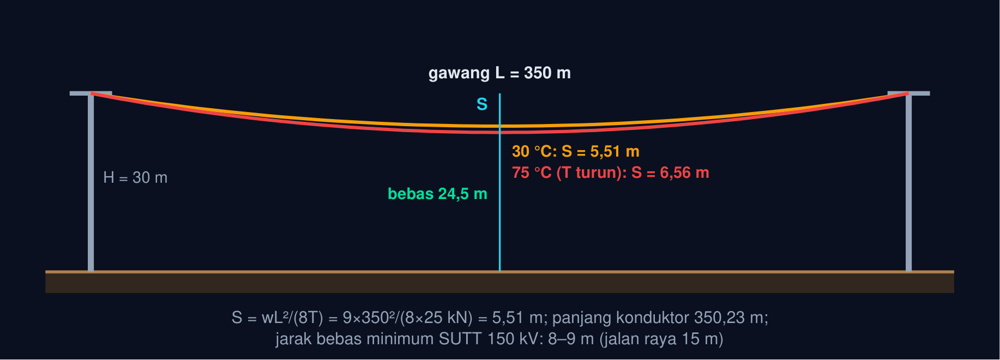 gawang L = 350 m
S
30 °C: S = 5,51 m
75 °C (T turun): S = 6,56 m
H = 30 m
bebas 24,5 m
S = wL²/(8T) = 9×350²/(8×25 kN) = 5,51 m; panjang konduktor 350,23 m;
jarak bebas minimum SUTT 150 kV: 8–9 m (jalan raya 15 m)